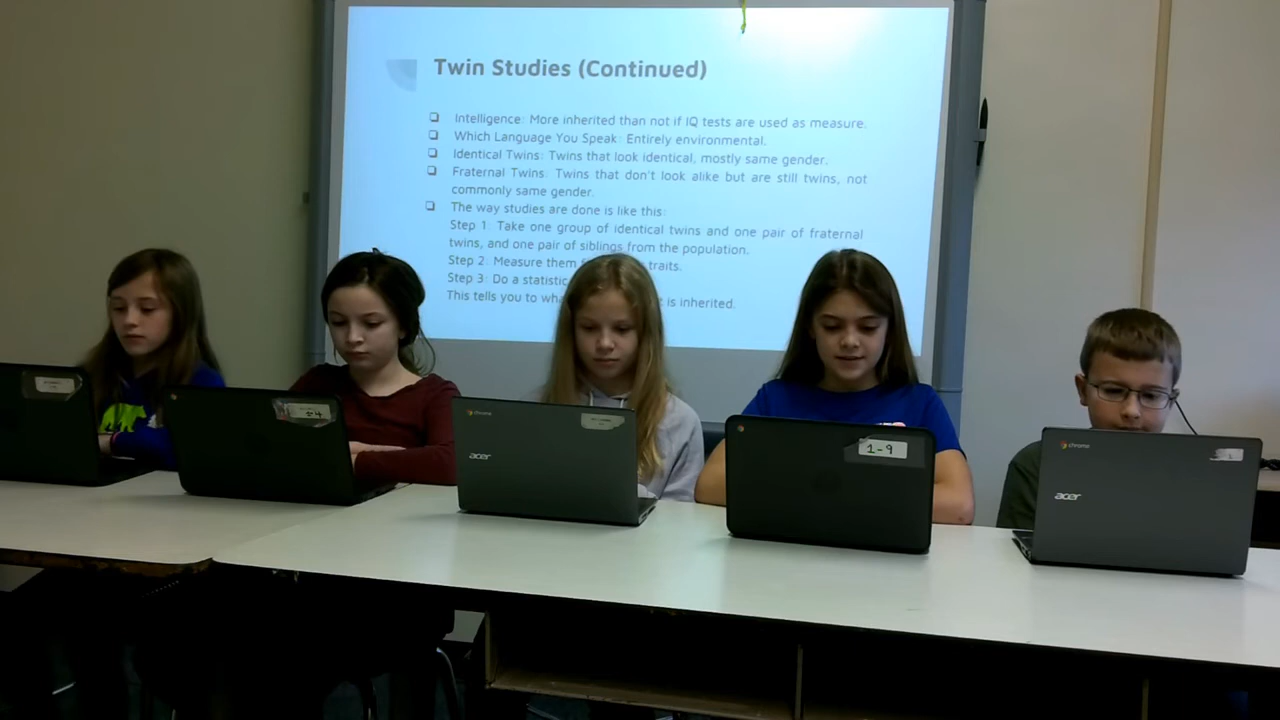 Twin Studies (Continued)
❏ Intelligence: More inherited than not if IQ tests are used as measure.
❏ Which Language You Speak: Entirely environmental.
❏ Identical Twins: Twins that look identical, mostly same gender.
❏ Fraternal Twins: Twins that don't look alike but are still twins, not
commonly same gender.
❏ The way studies are done is like this:
Step 1: Take one group of identical twins and one pair of fraternal
twins, and one pair of siblings from the population.
Step 2: Measure them traits.
Step 3: Do a statistic
This tells you to is inherited.
chrome
acer
1-9
chrome
acer